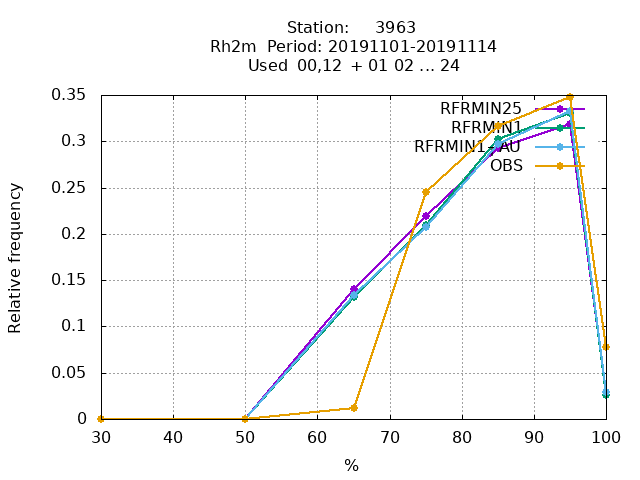 Station: 3963
Rh2m Period: 20191101-20191114
Used 00,12 + 01 02 ... 24
RFRMIN25
RFRMIN1
RFRMIN1-AU
OBS
0.35
0.3
0.25
0.2
0.15
0.1
0.05
0
Relative frequency
30 40 50 60 70 80 90 100
%